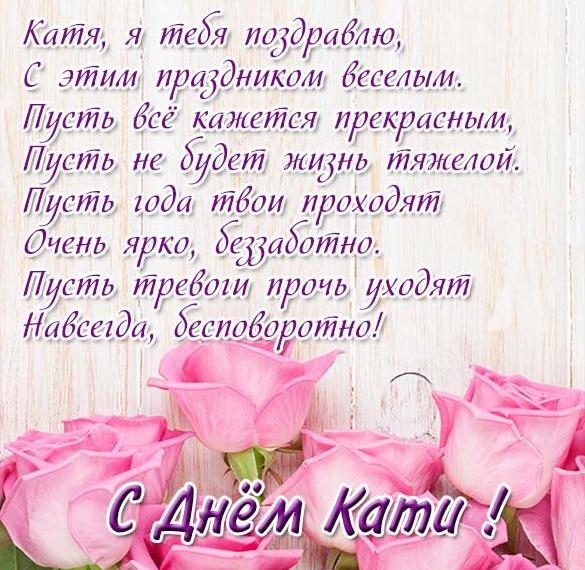 Катя, я тебя поздравлю,
С этим праздником веселым.
Пусть всё кажется прекрасным,
Пусть не будет жизнь тяжелой.
Пусть года твои проходят
Очень ярко, беззаботно.
Пусть тревоги прочь уходят
Навсегда, бесповоротно!
С Днём Кати !